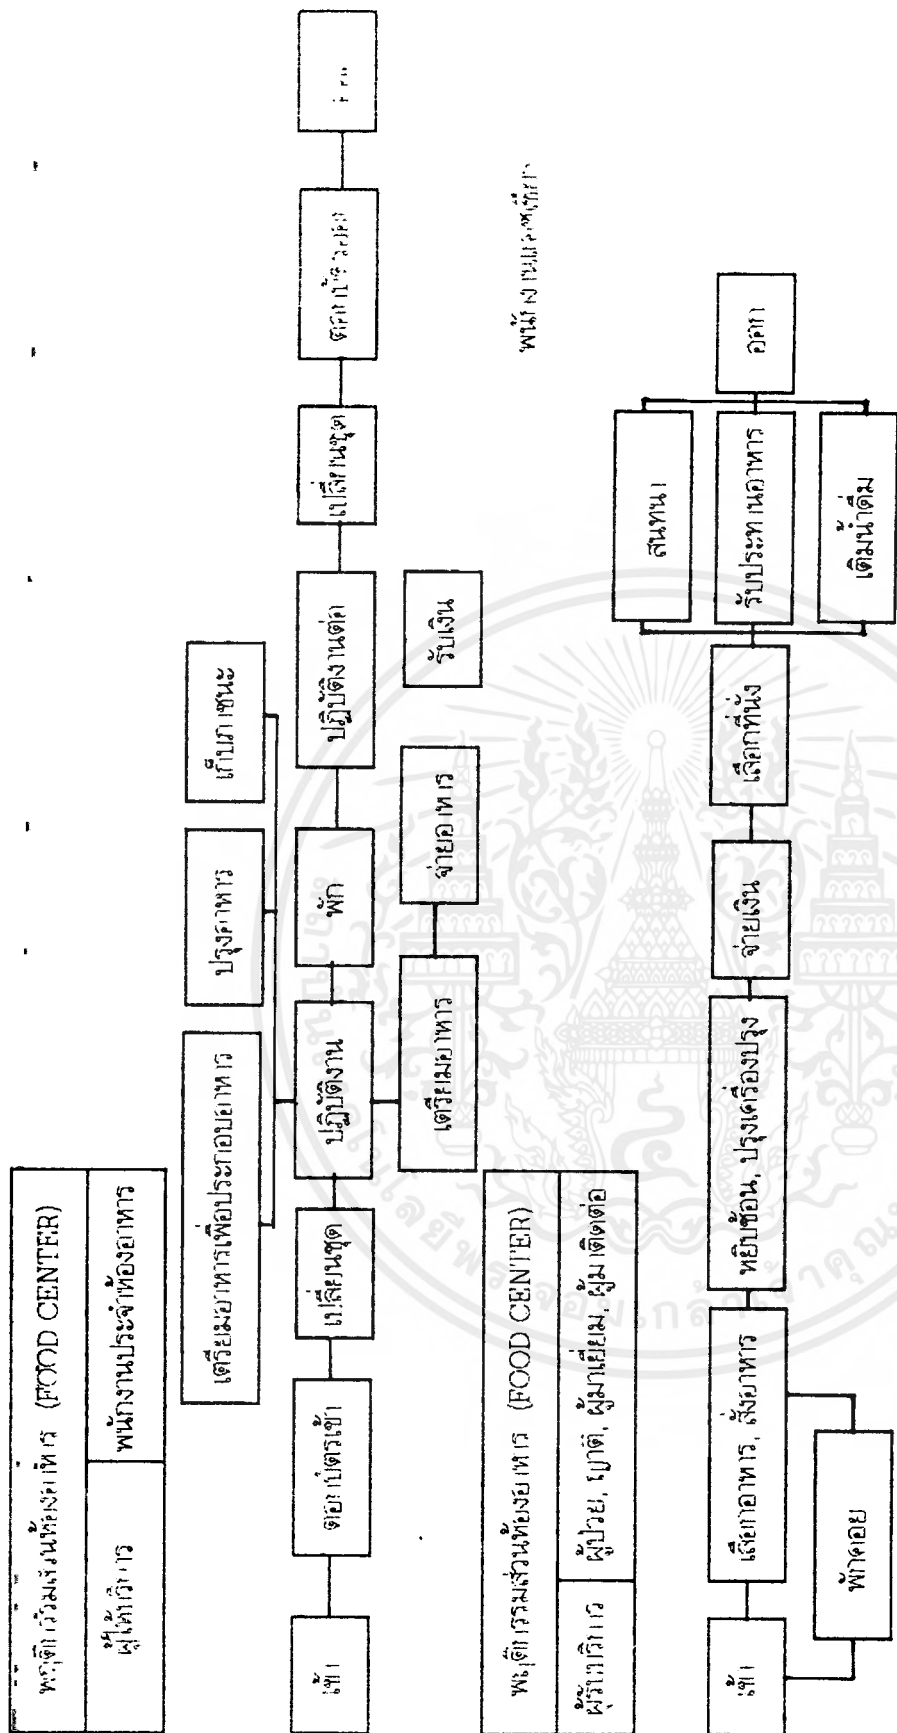 พฤติกรรมส่วนห้องอาหาร (FOOD CENTER)
ผู้ให้บริการ
พนักงานประจำห้องอาหาร
เตรียมอาหารเพื่อประกอบอาหาร
ปรุงอาหาร
เก็บภาชนะ
เข้า
ตอกบัตรเข้า
เปลี่ยนชุด
ปฏิบัติงาน
พัก
ปฏิบัติงานต่อ
เปลี่ยนชุด
ตอกบัตรออก
เตรียมอาหาร
จ่ายอาหาร
รับเงิน
พฤติกรรมส่วนห้องอาหาร (FOOD CENTER)
ผู้รับบริการ
ผู้ป่วย, ญาติ, ผู้มาเยี่ยม, ผู้มาติดต่อ
เข้า
เลือกอาหาร, สั่งอาหาร
หยิบช้อน, ปรุงเครื่องปรุง
จ่ายเงิน
เลือกที่นั่ง
สนทนา
รับประทานอาหาร
เติมน้ำดื่ม
ออก
พักคอย